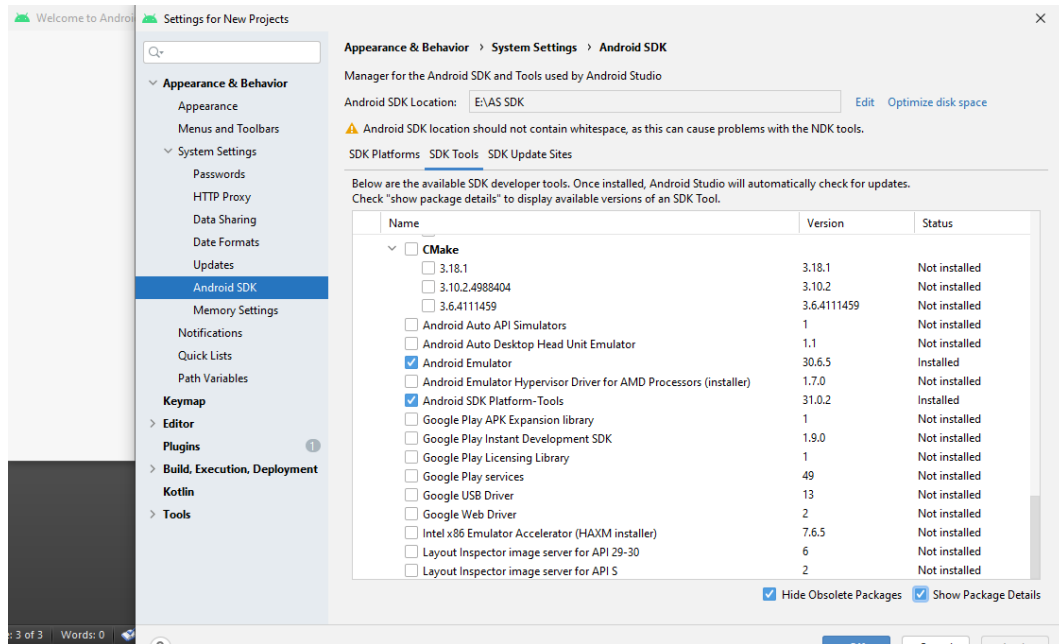 Welcome to Androi
Settings for New Projects
Appearance & Behavior
Appearance
Menus and Toolbars
System Settings
Passwords
HTTP Proxy
Data Sharing
Date Formats
Updates
Android SDK
Memory Settings
Notifications
Quick Lists
Path Variables
Keymap
Editor
Plugins 1
Build, Execution, Deployment
Kotlin
Tools
Appearance & Behavior > System Settings > Android SDK
Manager for the Android SDK and Tools used by Android Studio
Android SDK Location: E:\AS SDK Edit Optimize disk space
Android SDK location should not contain whitespace, as this can cause problems with the NDK tools.
SDK Platforms SDK Tools SDK Update Sites
Below are the available SDK developer tools. Once installed, Android Studio will automatically check for updates.
Check "show package details" to display available versions of an SDK Tool.
Name Version Status
CMake
3.18.1 3.18.1 Not installed
3.10.2.4988404 3.10.2 Not installed
3.6.4111459 3.6.4111459 Not installed
Android Auto API Simulators 1 Not installed
Android Auto Desktop Head Unit Emulator 1.1 Not installed
Android Emulator 30.6.5 Installed
Android Emulator Hypervisor Driver for AMD Processors (installer) 1.7.0 Not installed
Android SDK Platform-Tools 31.0.2 Installed
Google Play APK Expansion library 1 Not installed
Google Play Instant Development SDK 1.9.0 Not installed
Google Play Licensing Library 1 Not installed
Google Play services 49 Not installed
Google USB Driver 13 Not installed
Google Web Driver 2 Not installed
Intel x86 Emulator Accelerator (HAXM installer) 7.6.5 Not installed
Layout Inspector image server for API 29-30 6 Not installed
Layout Inspector image server for API S 2 Not installed
Hide Obsolete Packages Show Package Details
: 3 of 3 Words: 0